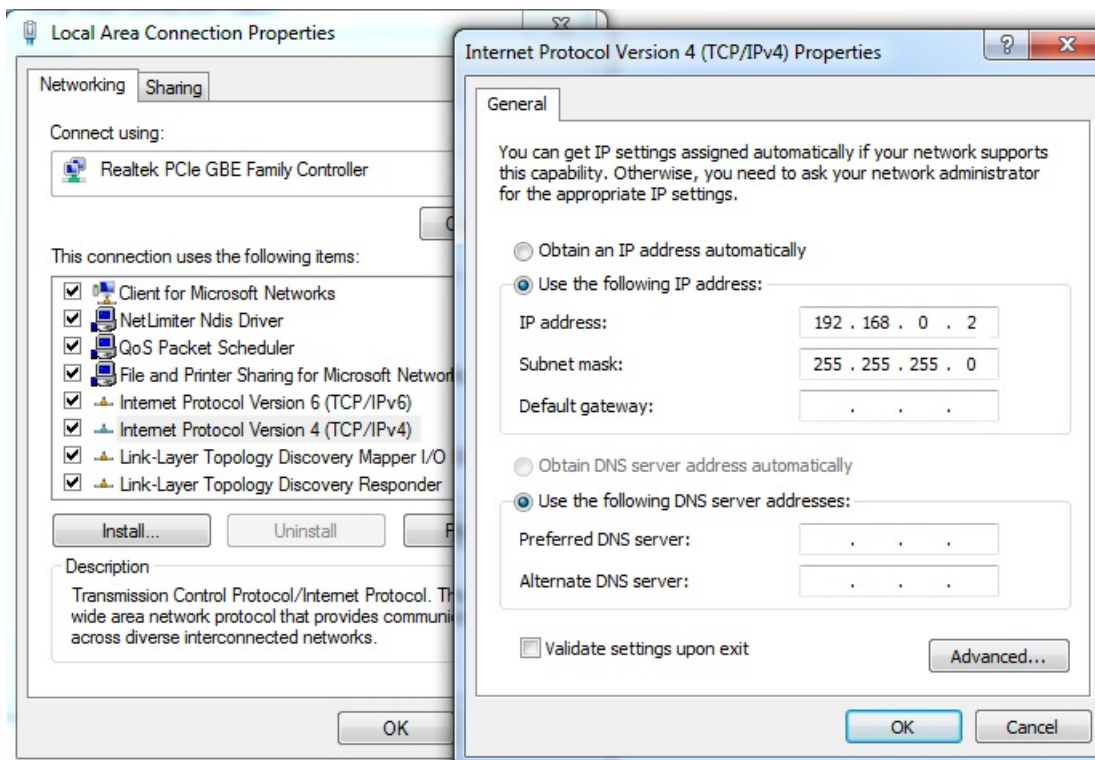 Local Area Connection Properties
Networking
Sharing
Connect using:
Realtek PCIe GBE Family Controller
This connection uses the following items:
Client for Microsoft Networks
NetLimiter Ndis Driver
QoS Packet Scheduler
File and Printer Sharing for Microsoft
Internet Protocol Version 6 (TCP/IPv6)
Internet Protocol Version 4 (TCP/IPv4)
Link-Layer Topology Discovery Mapper I/O
Link-Layer Topology Discovery Responder
Install...
Uninstall
Description
Transmission Control Protocol/Internet Protocol.
wide area network protocol that provides
across diverse interconnected networks.
OK
Internet Protocol Version 4 (TCP/IPv4) Properties
General
You can get IP settings assigned automatically if your network supports
this capability. Otherwise, you need to ask your network administrator
for the appropriate IP settings.
Obtain an IP address automatically
Use the following IP address:
IP address: 192 . 168 . 0 . 2
Subnet mask: 255 . 255 . 255 . 0
Default gateway: . . .
Obtain DNS server address automatically
Use the following DNS server addresses:
Preferred DNS server: . . .
Alternate DNS server: . . .
Validate settings upon exit
Advanced...
OK
Cancel